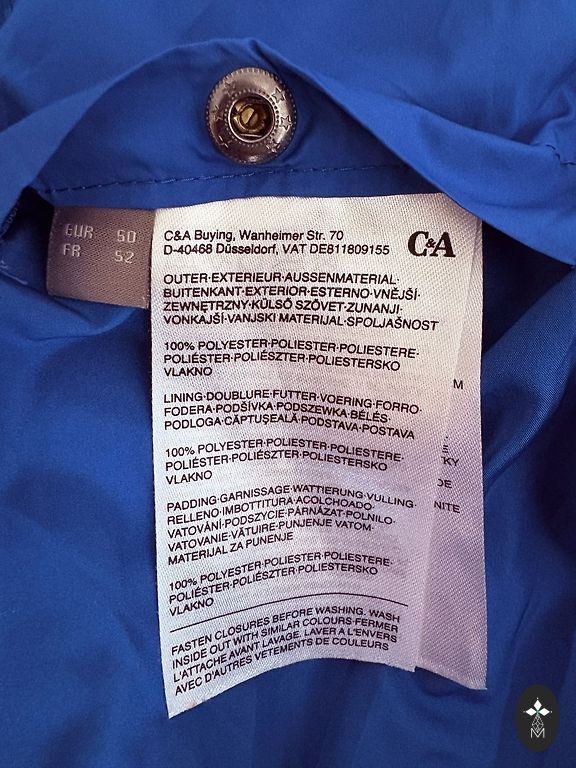 EUR 50
FR 52
C&A Buying, Wanheimer Str. 70
D-40468 Düsseldorf, VAT DE811809155
C&A
OUTER·EXTERIEUR·AUSSENMATERIAL·
BUITENKANT·EXTERIOR·ESTERNO·VNĚJŠÍ·
ZEWNĘTRZNY·KÜLSŐ SZÖVET·ZUNANJI·
VONKAJŠÍ·VANJSKI MATERIJAL·SPOLJAŠNOST
100% POLYESTER·POLIESTER·POLIESTERE·
POLIÉSTER·POLIÉSZTER·POLIESTERSKO
VLAKNO
LINING·DOUBLURE·FUTTER·VOERING·FORRO·
FODERA·PODŠÍVKA·PODSZEWKA·BÉLÉS·
PODLOGA·CĂPTUŞEALĂ·PODSTAVA·POSTAVA
100% POLYESTER·POLIESTER·POLIESTERE·
POLIÉSTER·POLIÉSZTER·POLIESTERSKO
VLAKNO
PADDING·GARNISSAGE·WATTIERUNG·VULLING·
RELLENO·IMBOTTITURA·ACOLCHOADO·
VATOVÁNÍ·PODSZYCIE·PÁRNÁZAT·POLNILO·
VATOVANIE·VĂTUIRE·PUNJENJE VATOM·
MATERIJAL ZA PUNENJE
100% POLYESTER·POLIESTER·POLIESTERE·
POLIÉSTER·POLIÉSZTER·POLIESTERSKO
VLAKNO
FASTEN CLOSURES BEFORE WASHING. WASH
INSIDE OUT WITH SIMILAR COLOURS·FERMER
L'ATTACHE AVANT LAVAGE. LAVER A L'ENVERS
AVEC D'AUTRES VETEMENTS DE COULEURS